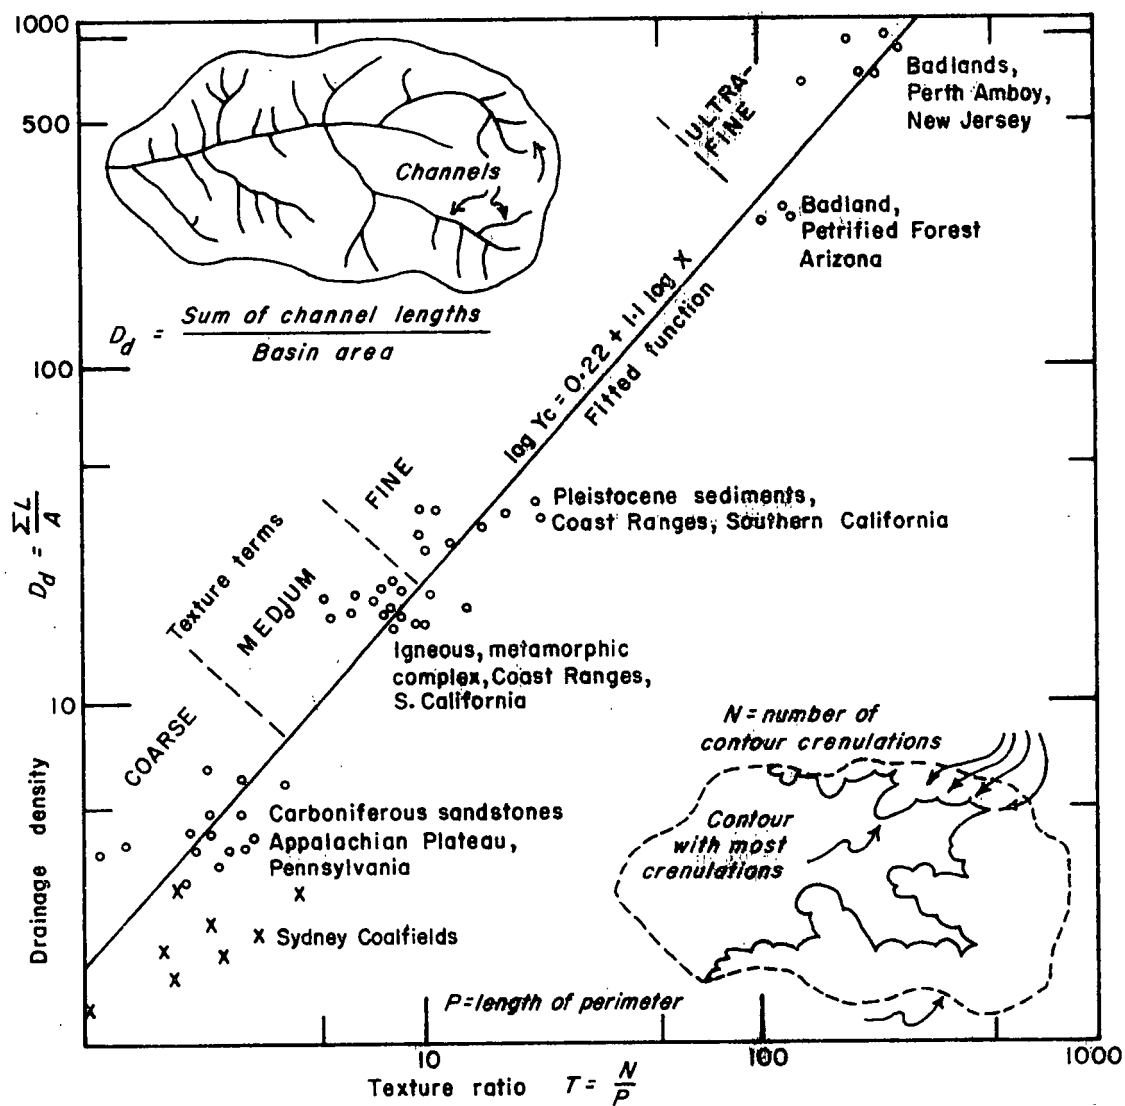 1000
500
100
10
Drainage density
D_d = ΣL / A
Channels
D_d = Sum of channel lengths
Basin area
Texture terms
COARSE
MEDIUM
FINE
ULTRA-
FINE
log Yc = 0.22 + 1.1 log X
Fitted function
Badlands,
Perth Amboy,
New Jersey
Badland,
Petrified Forest
Arizona
Pleistocene sediments,
Coast Ranges, Southern California
Igneous, metamorphic
complex, Coast Ranges,
S. California
Carboniferous sandstones
Appalachian Plateau,
Pennsylvania
x Sydney Coalfields
N = number of
contour crenulations
Contour
with most
crenulations
P = length of perimeter
10
100
1000
Texture ratio T = N / P